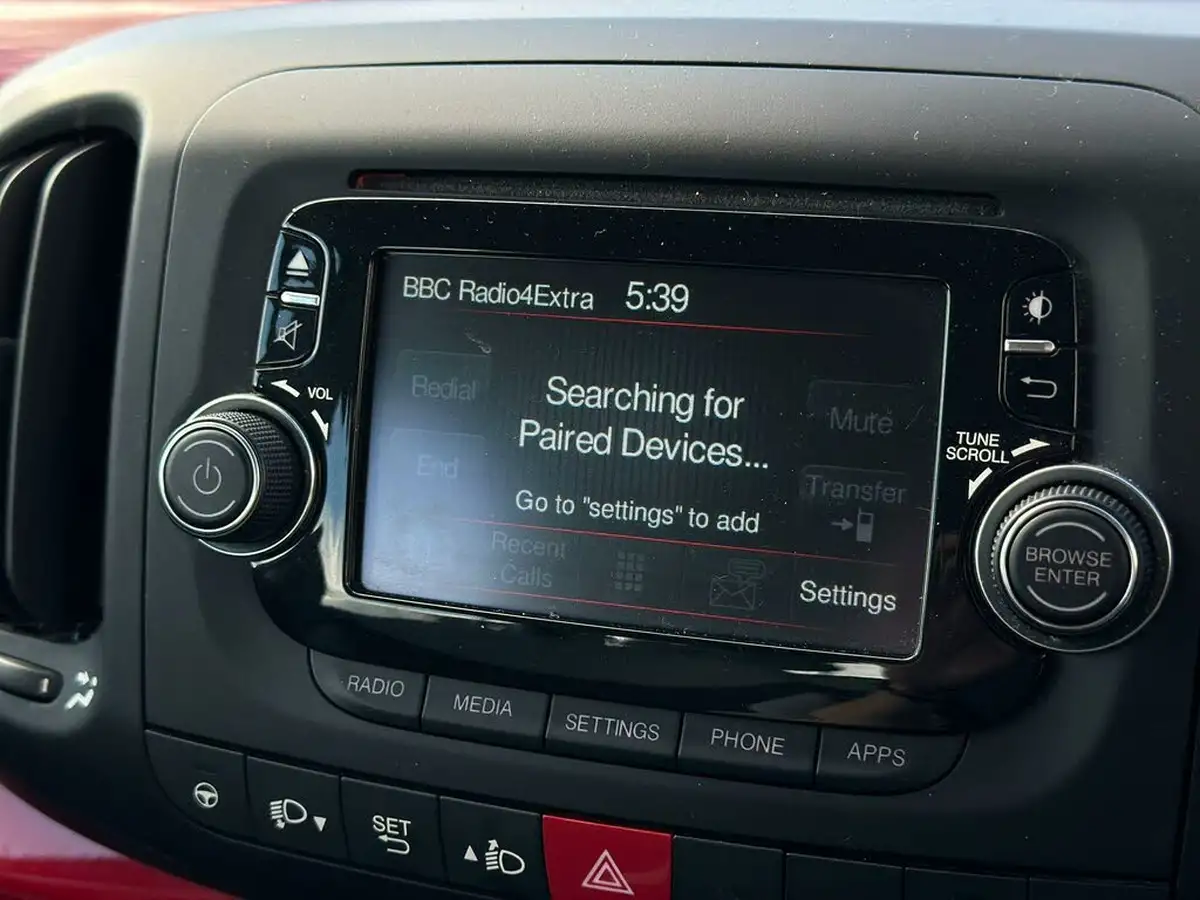 BBC Radio4Extra 5:39
VOL
Redial
Searching for
Paired Devices...
Mute
TUNE
SCROLL
End
Transfer
Go to "settings" to add
Recent
Calls
Settings
BROWSE
ENTER
RADIO
MEDIA
SETTINGS
PHONE
APPS
SET